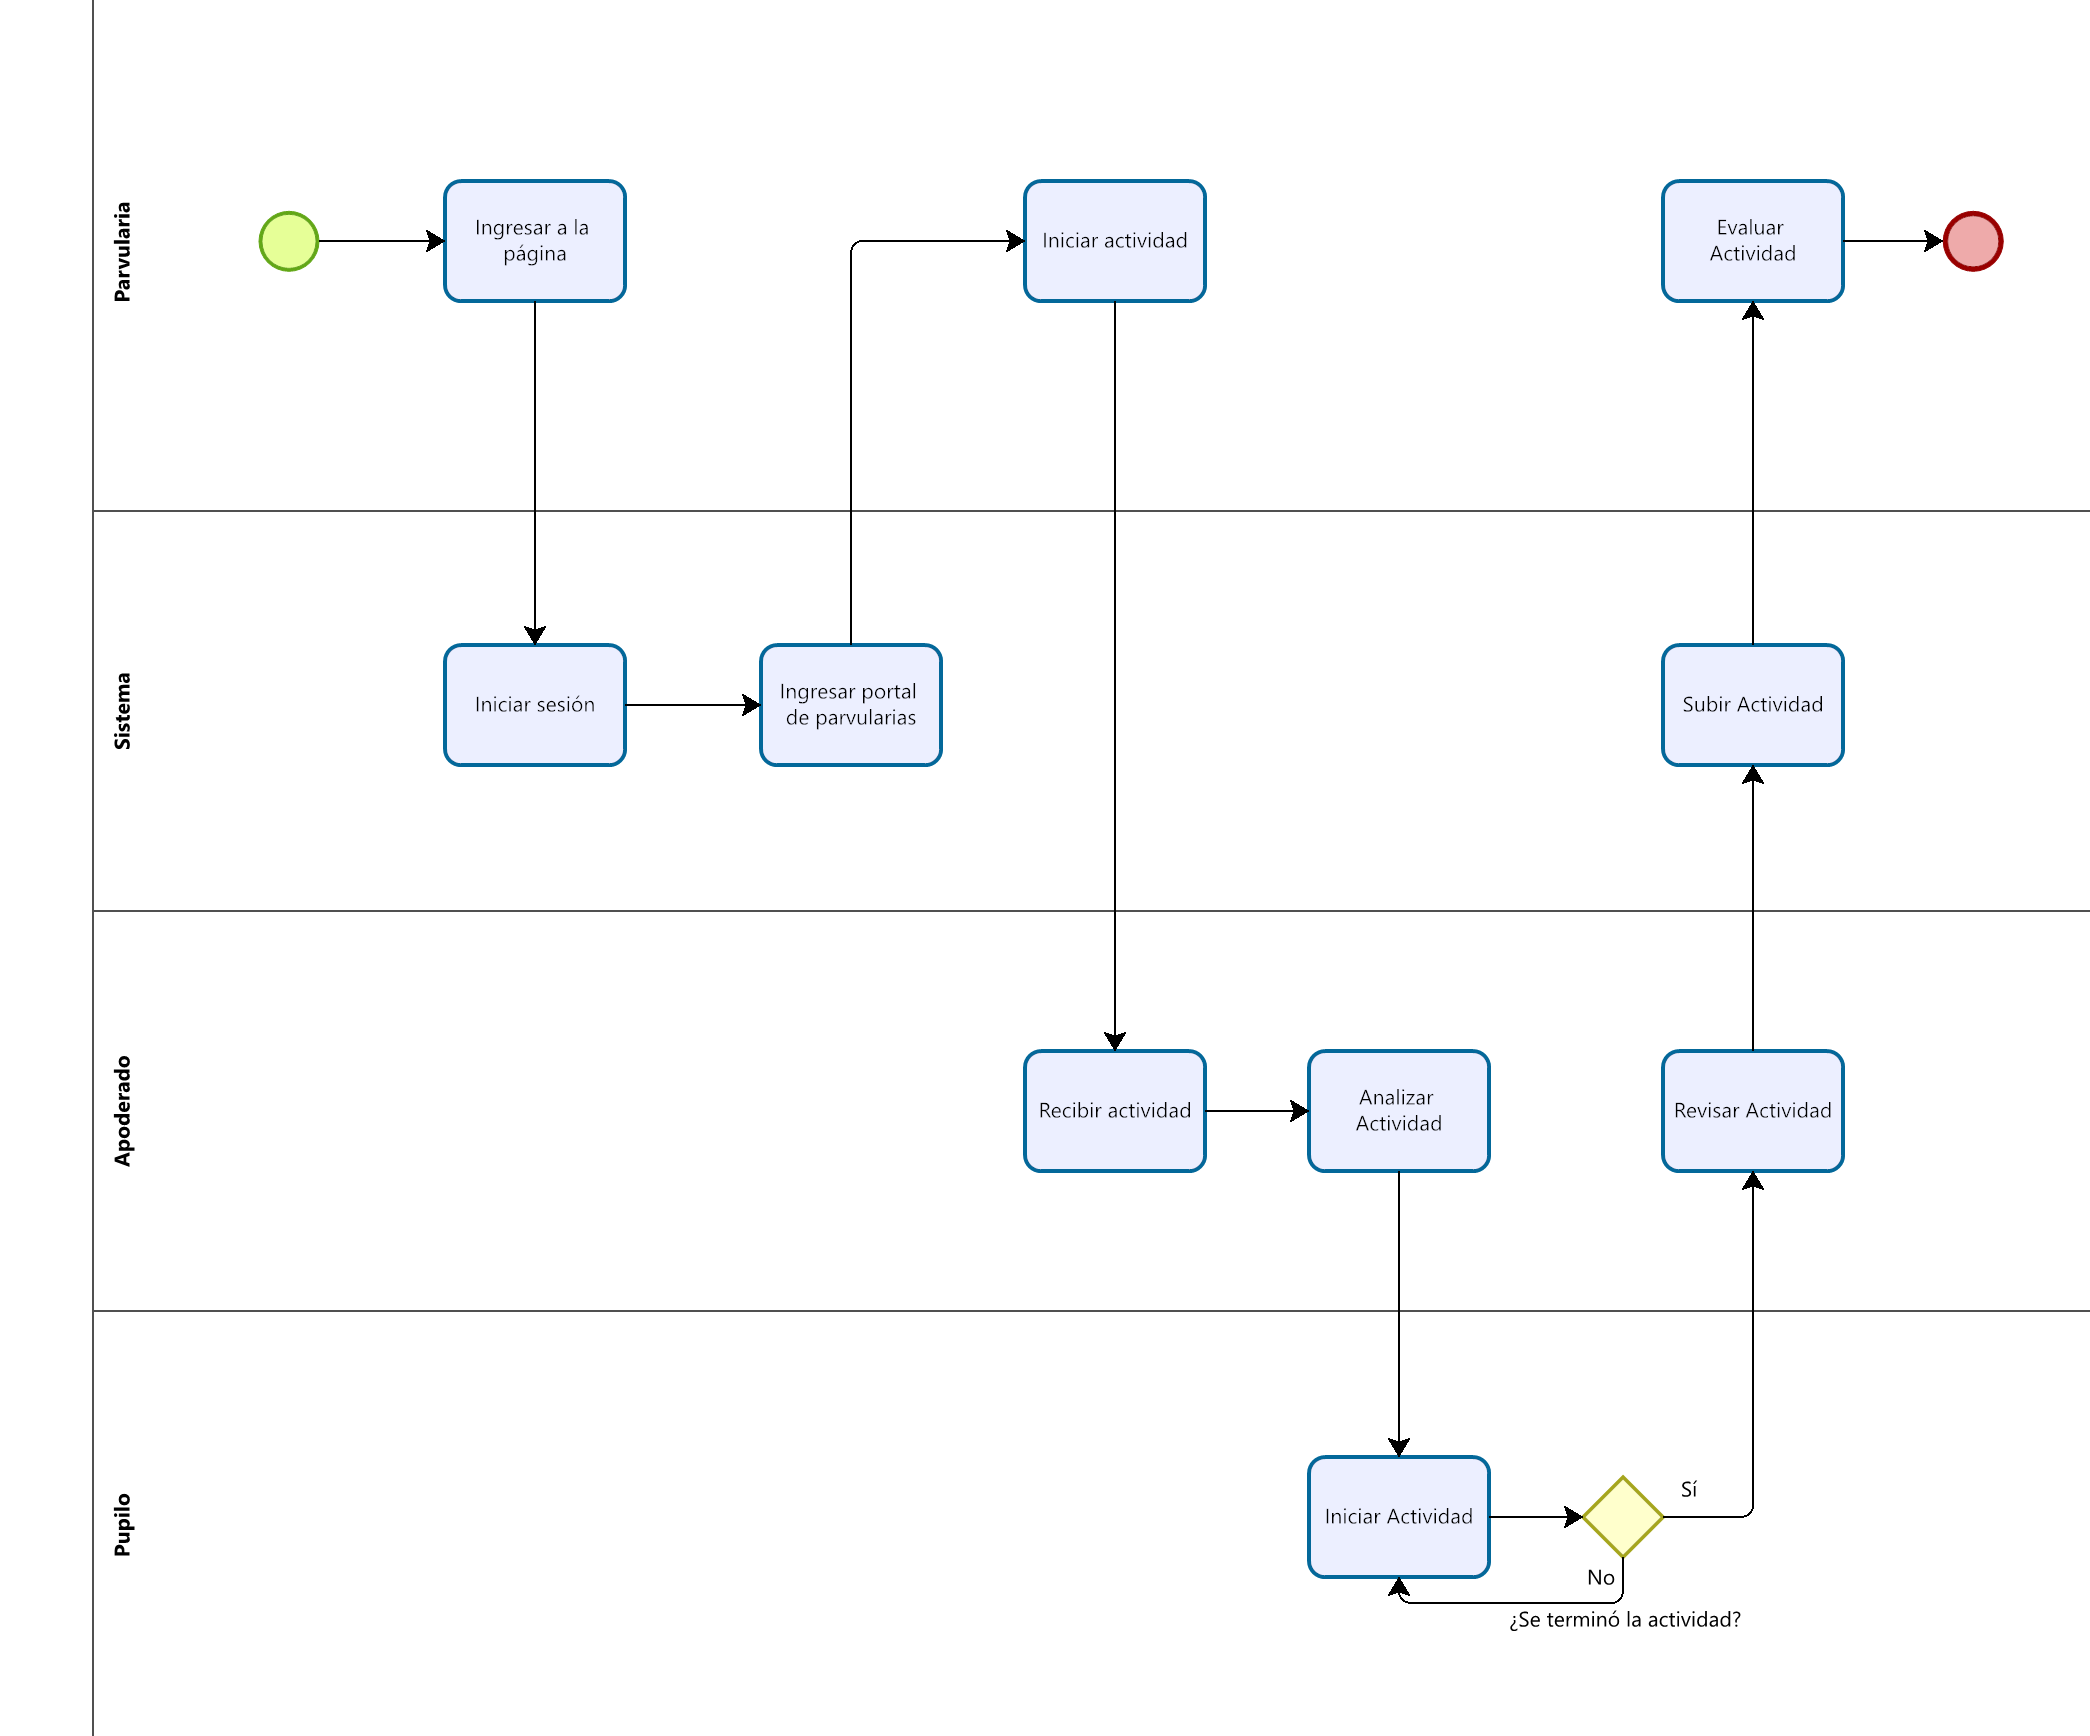 Parvularia
Ingresar a la
página
Iniciar actividad
Evaluar
Actividad
Sistema
Iniciar sesión
Ingresar portal
de parvularias
Subir Actividad
Apoderado
Recibir actividad
Analizar
Actividad
Revisar Actividad
Pupilo
Iniciar Actividad
Sí
No
¿Se terminó la actividad?